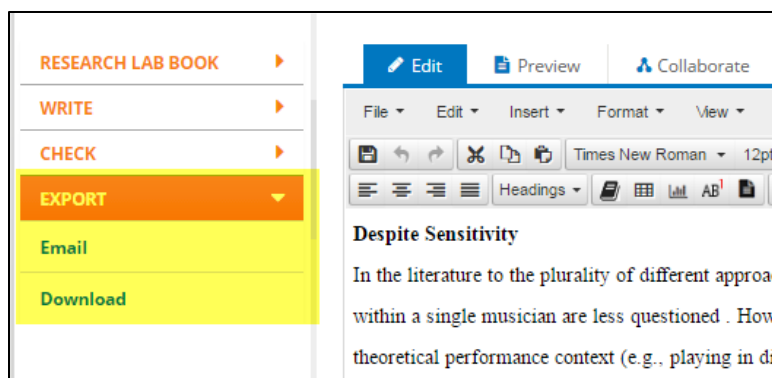 RESEARCH LAB BOOK
WRITE
CHECK
EXPORT
Email
Download
Edit Preview Collaborate
File Edit Insert Format View
Times New Roman 12pt
Headings AB1
Despite Sensitivity
In the literature to the plurality of different
within a single musician are less questioned . How
theoretical performance context (e.g., playing in